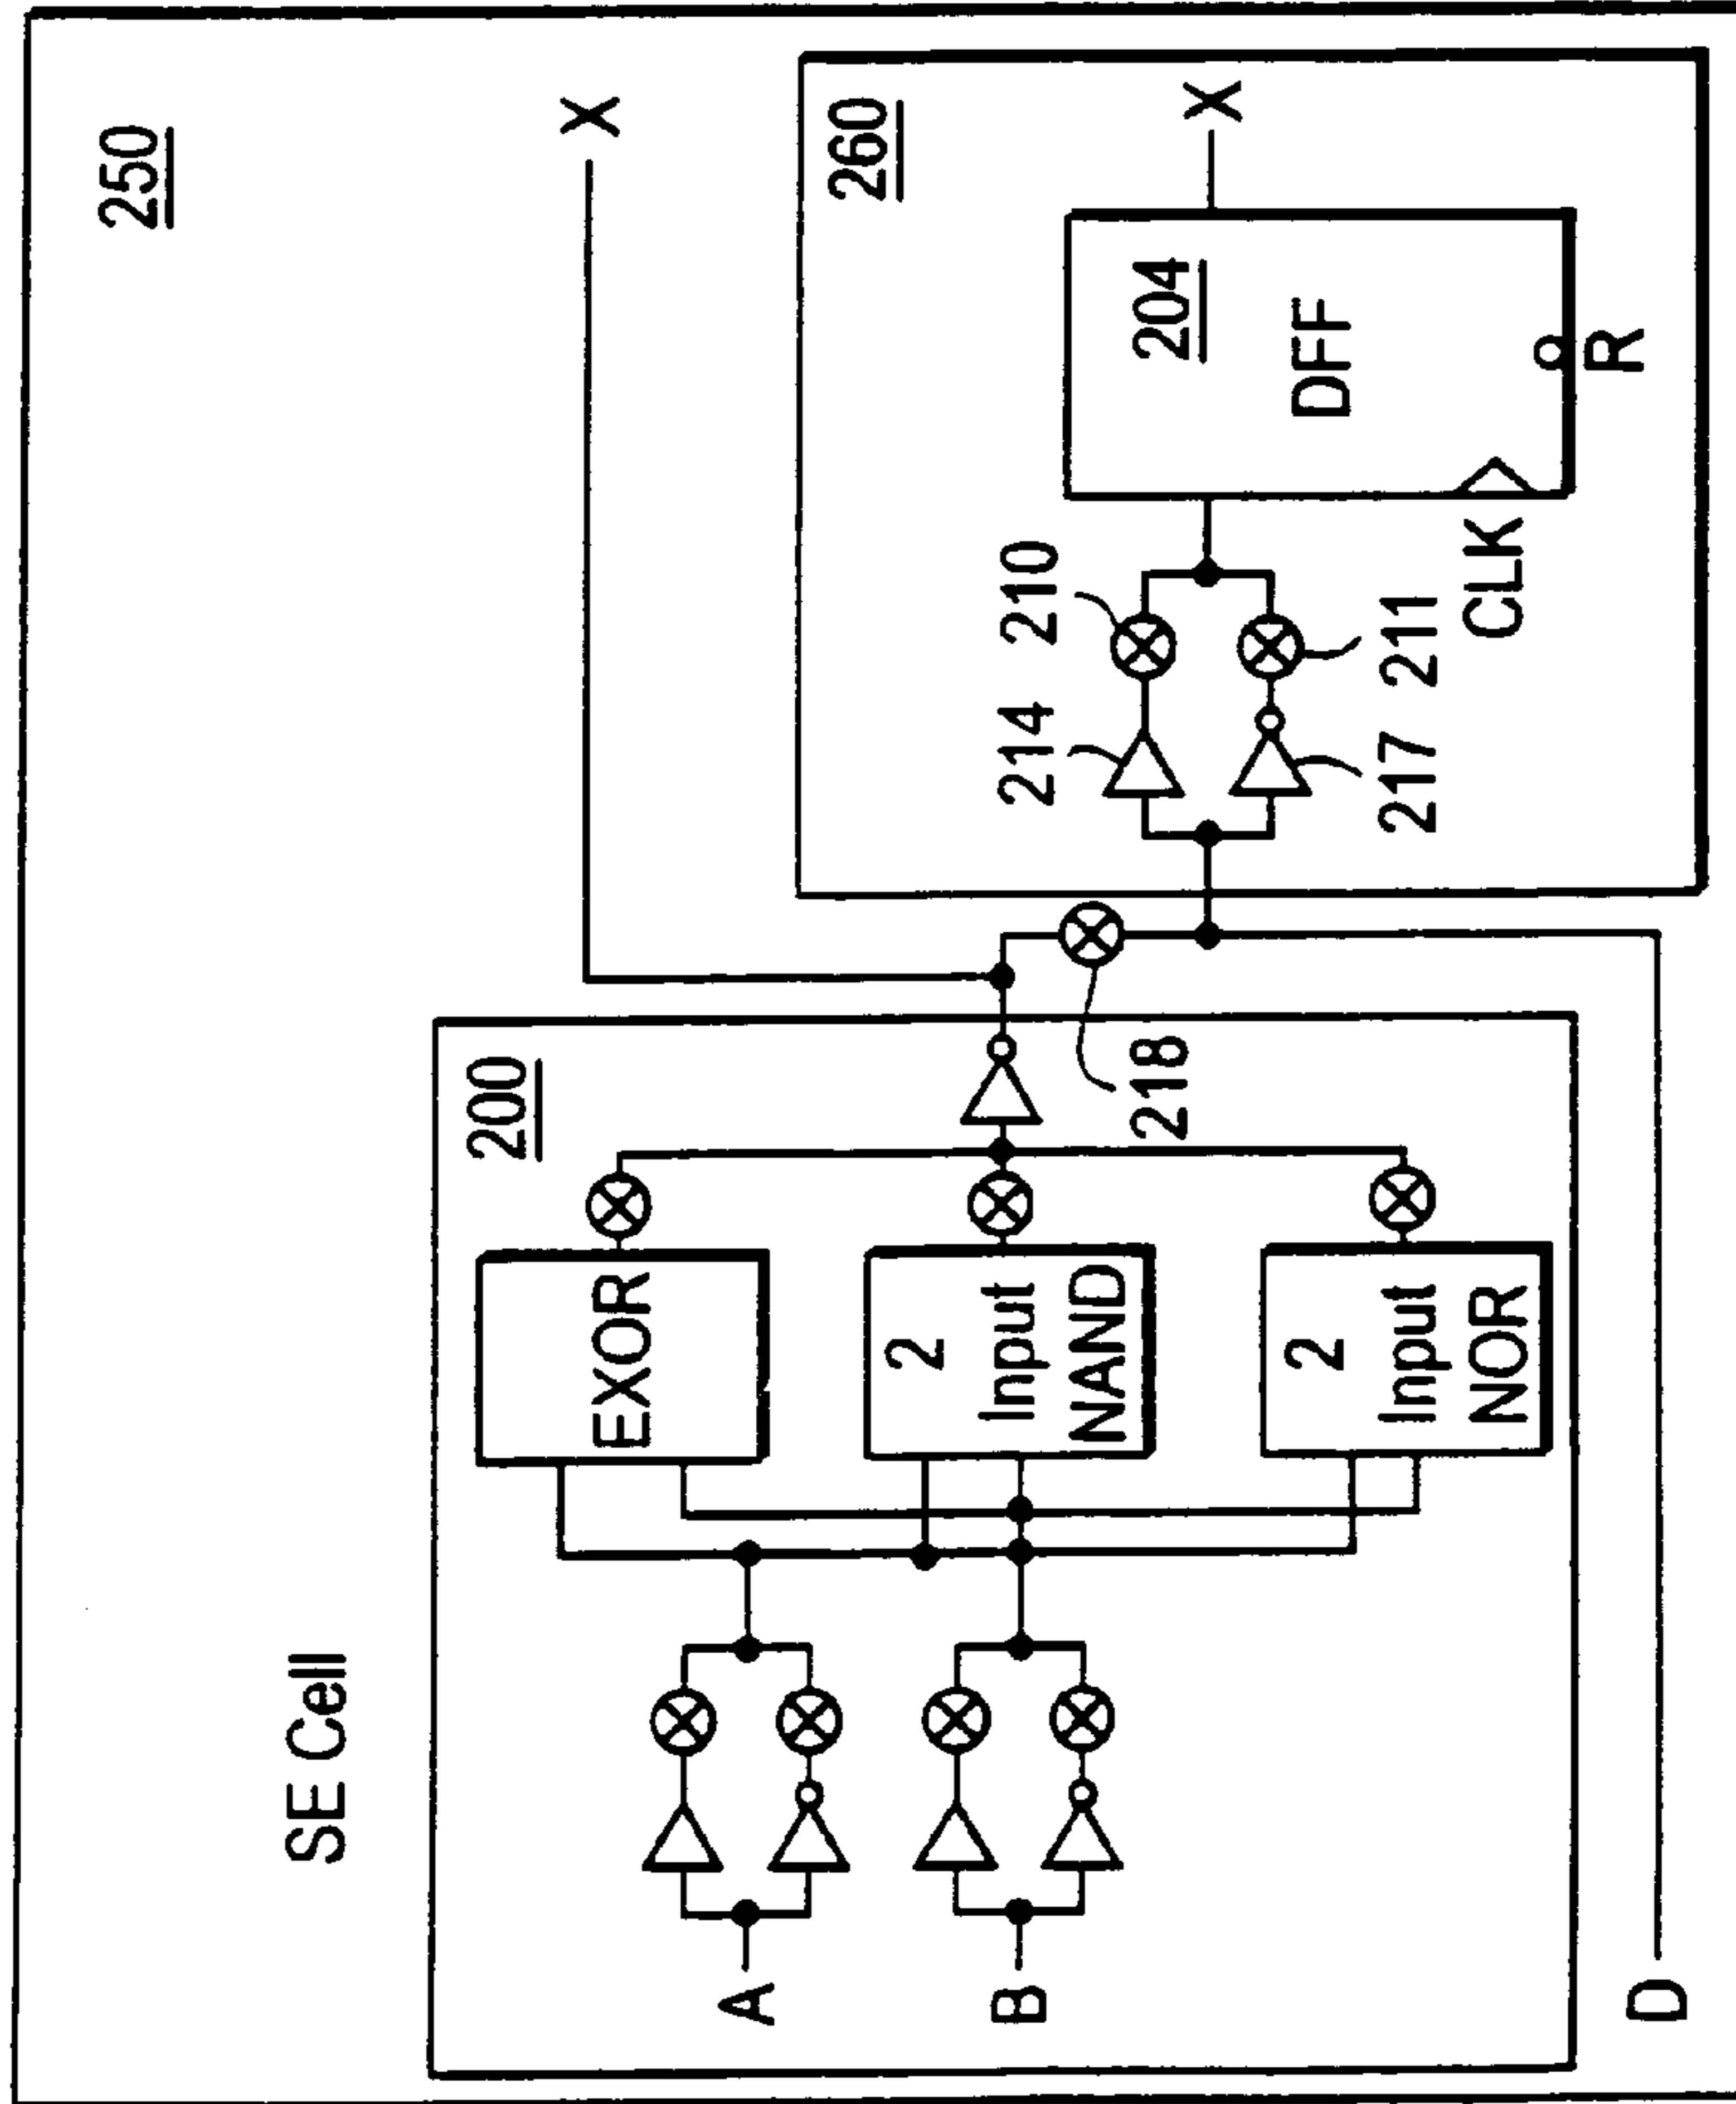 SE Cell
250
200
A
B
D
EXOR
2
Input
NAND
2
Input
NOR
218
X
260
214
210
217
211
CLK
204
DFF
R
X